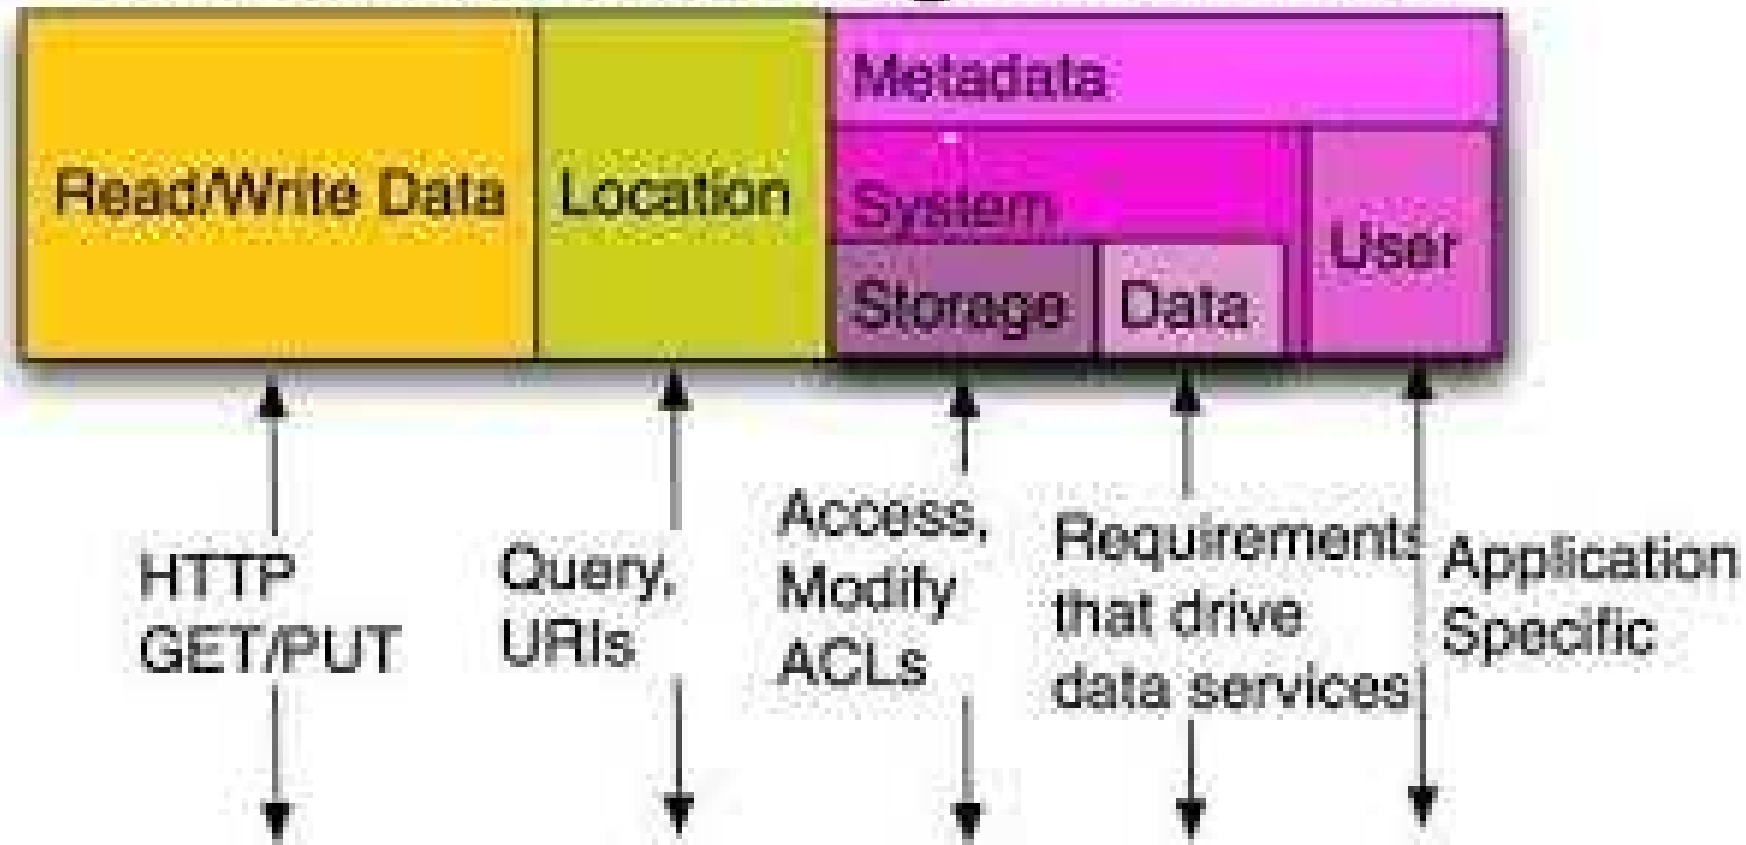 Read/Write Data
Location
Metadata
System
User
Storage
Data
HTTP
GET/PUT
Query,
URIs
Access,
Modify
ACLs
Requirements
that drive
data services
Application
Specific